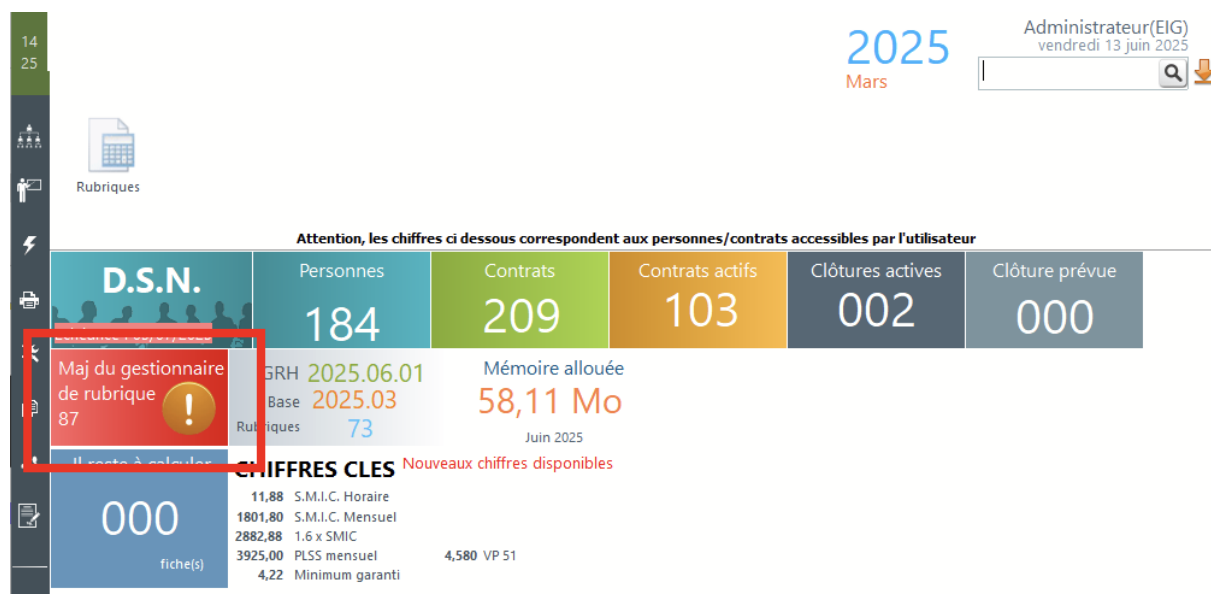 14
25
2025
Mars
Administrateur(EIG)
vendredi 13 juin 2025
Rubriques
Attention, les chiffres ci dessous correspondent aux personnes/contrats accessibles par l'utilisateur
D.S.N.
Personnes
184
Contrats
209
Contrats actifs
103
Clôtures actives
002
Clôture prévue
000
Maj du gestionnaire
de rubrique
87
GRH 2025.06.01
Base 2025.03
Rubriques 73
Mémoire allouée
58,11 Mo
Juin 2025
Il reste à calculer
000
fiche(s)
CHIFFRES CLES Nouveaux chiffres disponibles
11,88 S.M.I.C. Horaire
1801,80 S.M.I.C. Mensuel
2882,88 1.6 x SMIC
3925,00 PLSS mensuel 4,580 VP 51
4,22 Minimum garanti